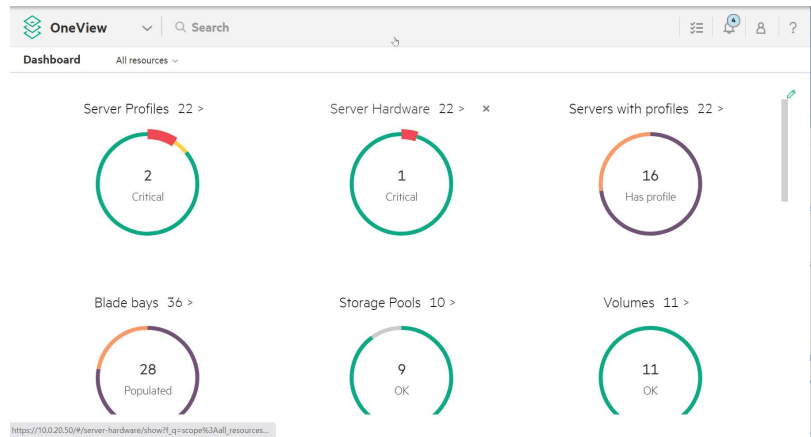 OneView Search 4 ?
Dashboard All resources
Server Profiles 22 > Server Hardware 22 > × Servers with profiles 22 >
2 1 16
Critical Critical Has profile
Blade bays 36 > Storage Pools 10 > Volumes 11 >
28 9 11
Populated OK OK
https://10.0.20.50/#/server-hardware/show?f_q=scope%3Aall_resources...